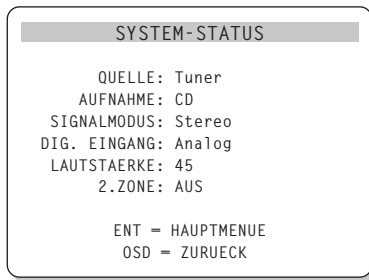 SYSTEM-STATUS
QUELLE: Tuner
AUFNAHME: CD
SIGNALMODUS: Stereo
DIG. EINGANG: Analog
LAUTSTAERKE: 45
2.ZONE: AUS
ENT = HAUPTMENUE
OSD = ZURUECK